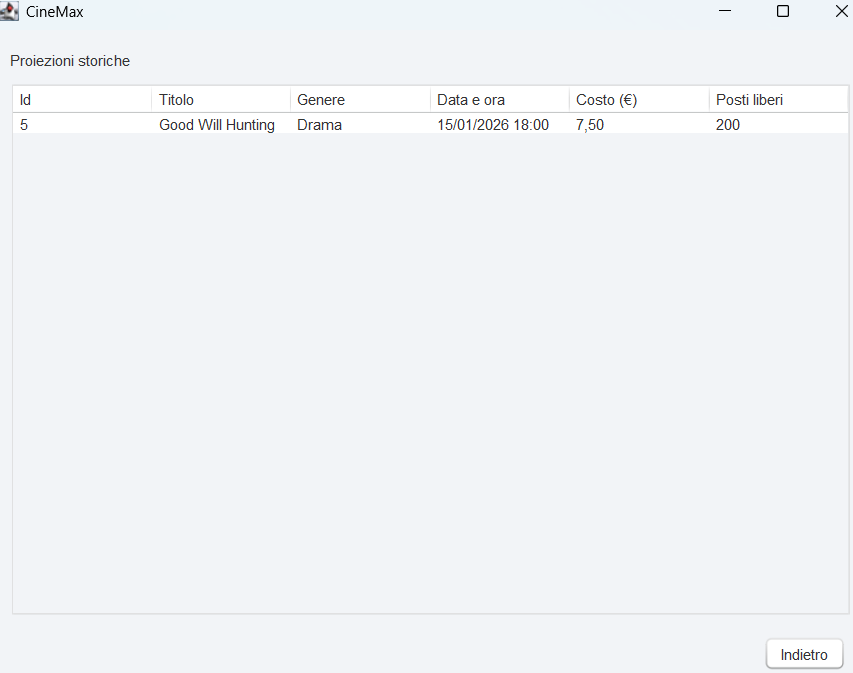 CineMax
Proiezioni storiche
Id Titolo Genere Data e ora Costo (€) Posti liberi
5 Good Will Hunting Drama 15/01/2026 18:00 7,50 200
Indietro